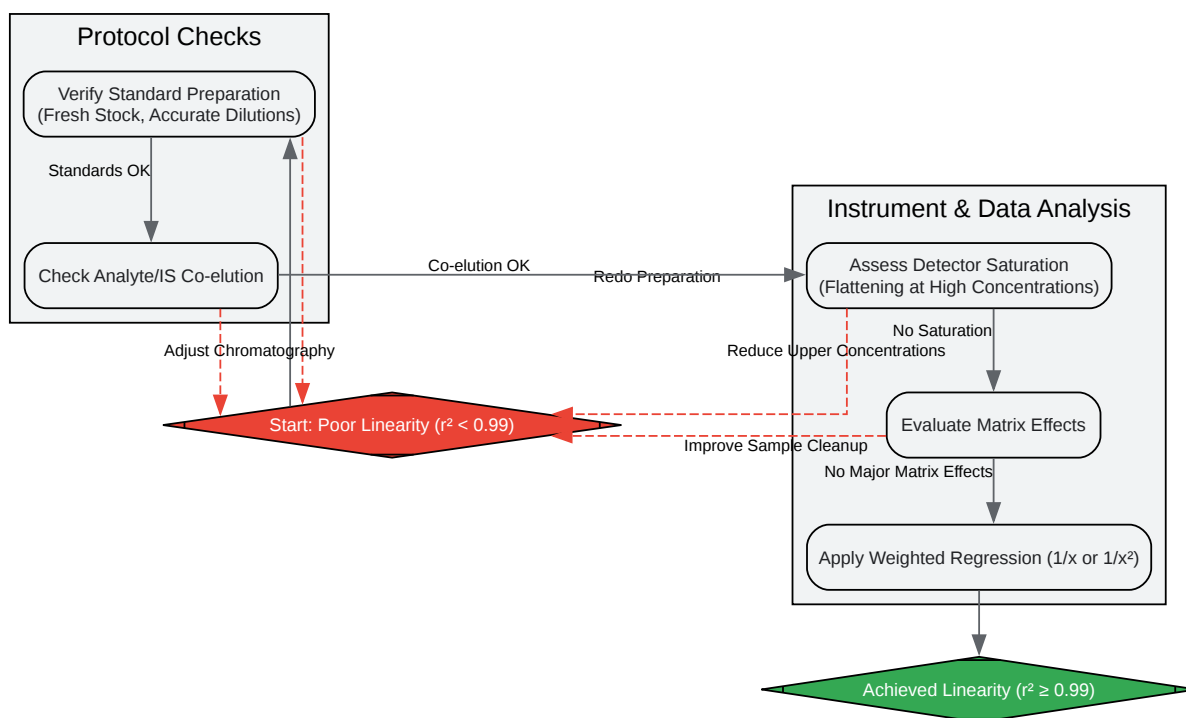 Protocol Checks
Verify Standard Preparation
(Fresh Stock, Accurate Dilutions)
Standards OK
Check Analyte/IS Co-elution
Co-elution OK
Redo Preparation
Adjust Chromatography
Start: Poor Linearity (r² < 0.99)
Instrument & Data Analysis
Assess Detector Saturation
(Flattening at High Concentrations)
No Saturation
Reduce Upper Concentrations
Evaluate Matrix Effects
Improve Sample Cleanup
No Major Matrix Effects
Apply Weighted Regression (1/x or 1/x²)
Achieved Linearity (r² ≥ 0.99)